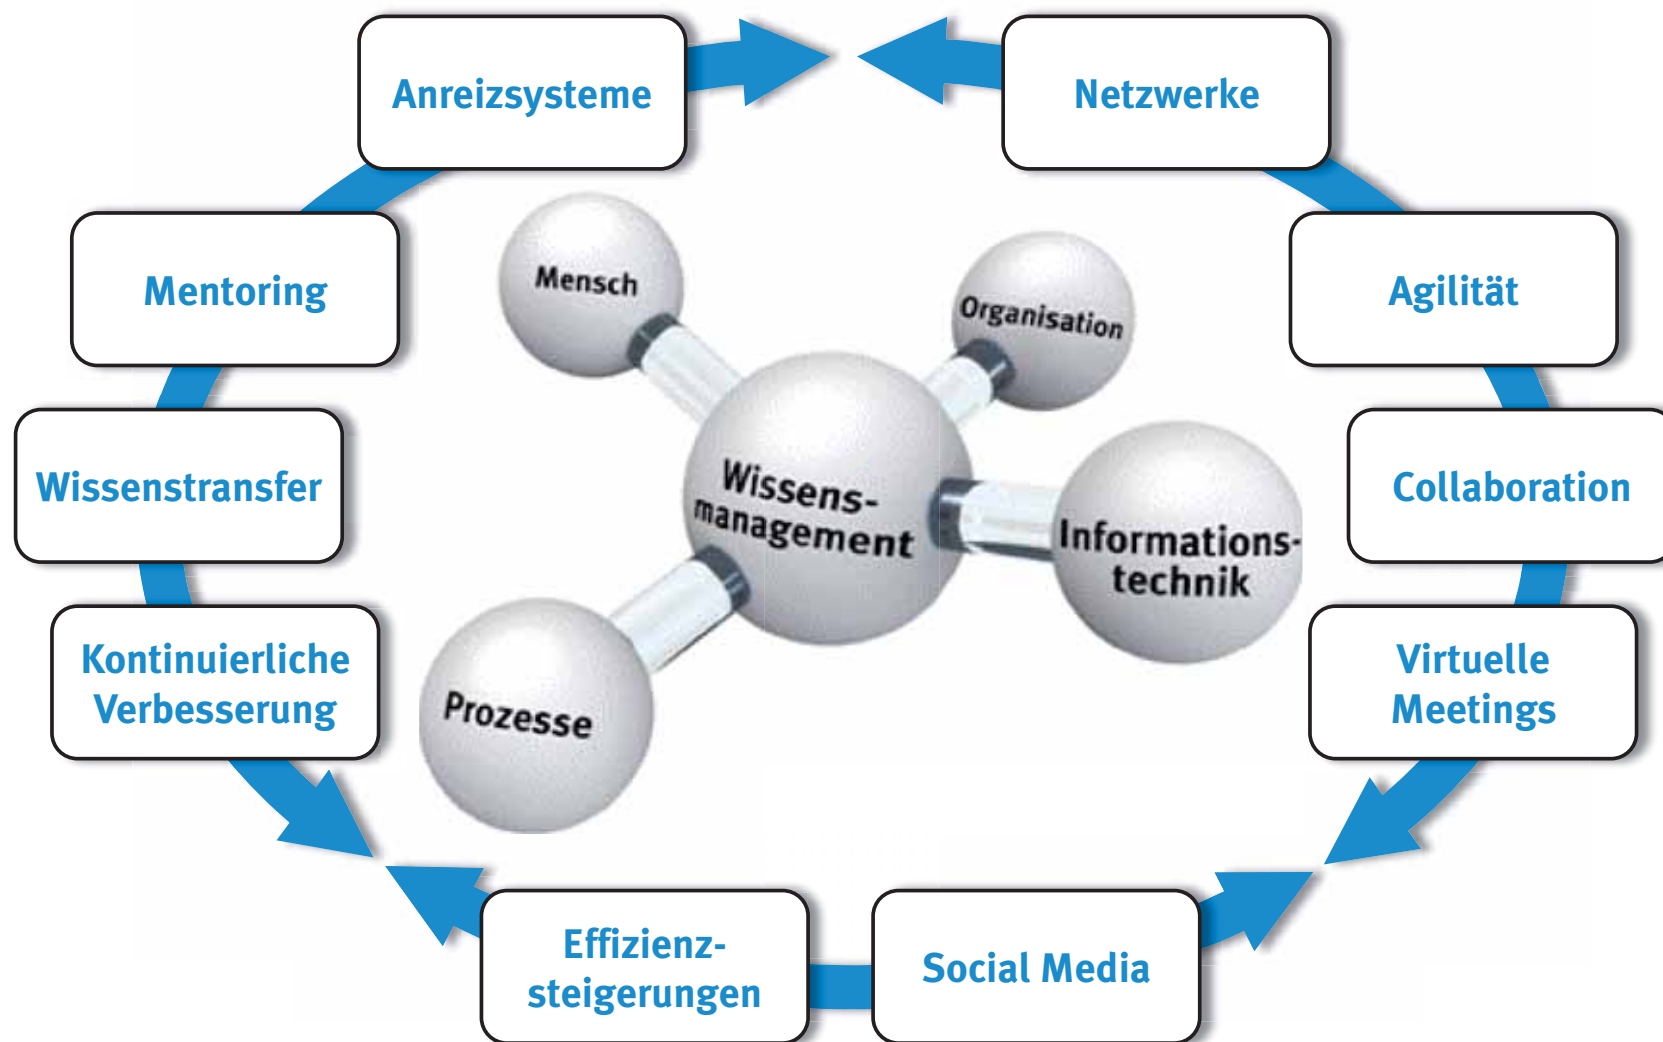 Anreizsysteme
Netzwerke
Mentoring
Agilität
Mensch
Organisation
Wissenstransfer
Wissens-
management
Informations-
technik
Collaboration
Kontinuierliche
Verbesserung
Prozesse
Virtuelle
Meetings
Effizienz-
steigerungen
Social Media